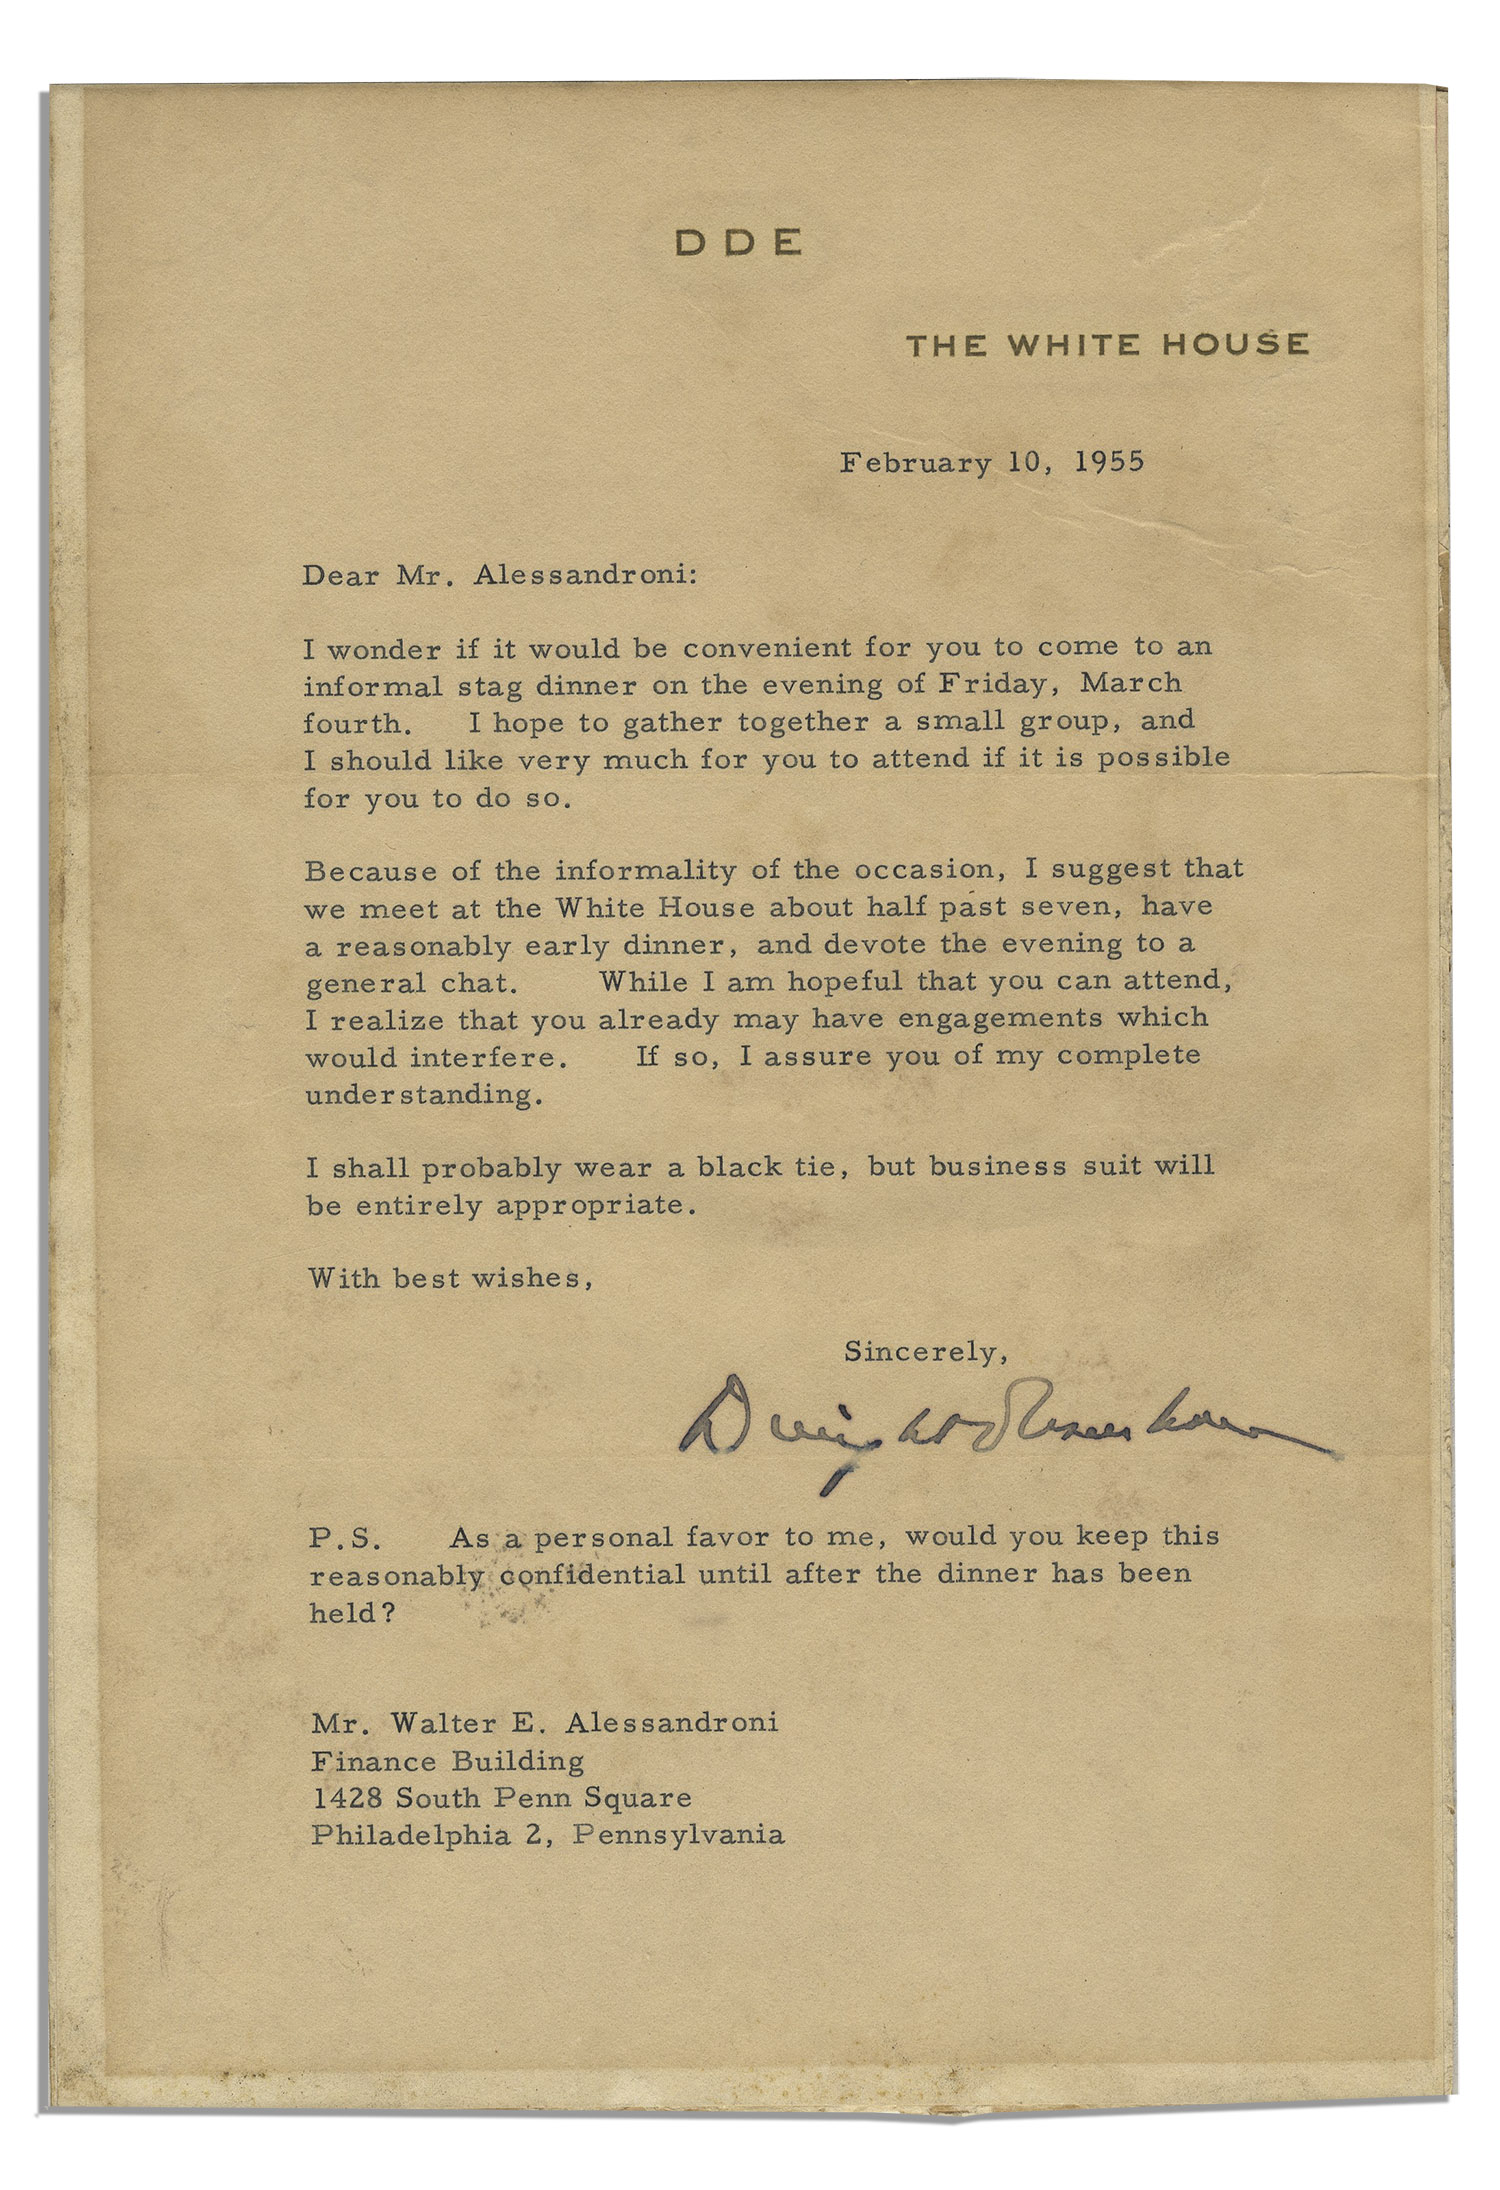 DDE
THE WHITE HOUSE
February 10, 1955
Dear Mr. Alessandroni:
I wonder if it would be convenient for you to come to an
informal stag dinner on the evening of Friday, March
fourth. I hope to gather together a small group, and
I should like very much for you to attend if it is possible
for you to do so.
Because of the informality of the occasion, I suggest that
we meet at the White House about half past seven, have
a reasonably early dinner, and devote the evening to a
general chat. While I am hopeful that you can attend,
I realize that you already may have engagements which
would interfere. If so, I assure you of my complete
understanding.
I shall probably wear a black tie, but business suit will
be entirely appropriate.
With best wishes,
Sincerely,
Dwight Eisenhower
P.S. As a personal favor to me, would you keep this
reasonably confidential until after the dinner has been
held?
Mr. Walter E. Alessandroni
Finance Building
1428 South Penn Square
Philadelphia 2, Pennsylvania